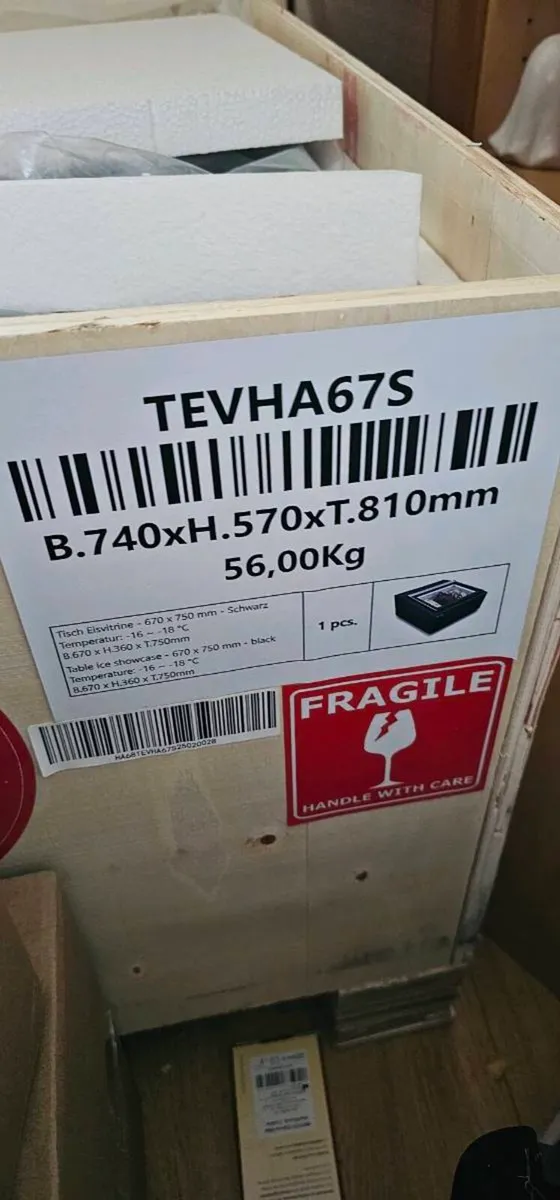 TEVHA67S
B.740xH.570xT.810mm
56,00Kg
Tisch Eisvitrine - 670 x 750 mm - Schwarz
Temperatur: -16 ~ -18 °C
B.670 x H.360 x T.750mm
Table ice showcase - 670 x 750 mm - black
Temperature: -16 ~ -18 °C
B.670 x H.360 x T.750mm
1 pcs.
HA68TEVHA67S25020028
FRAGILE
HANDLE WITH CARE